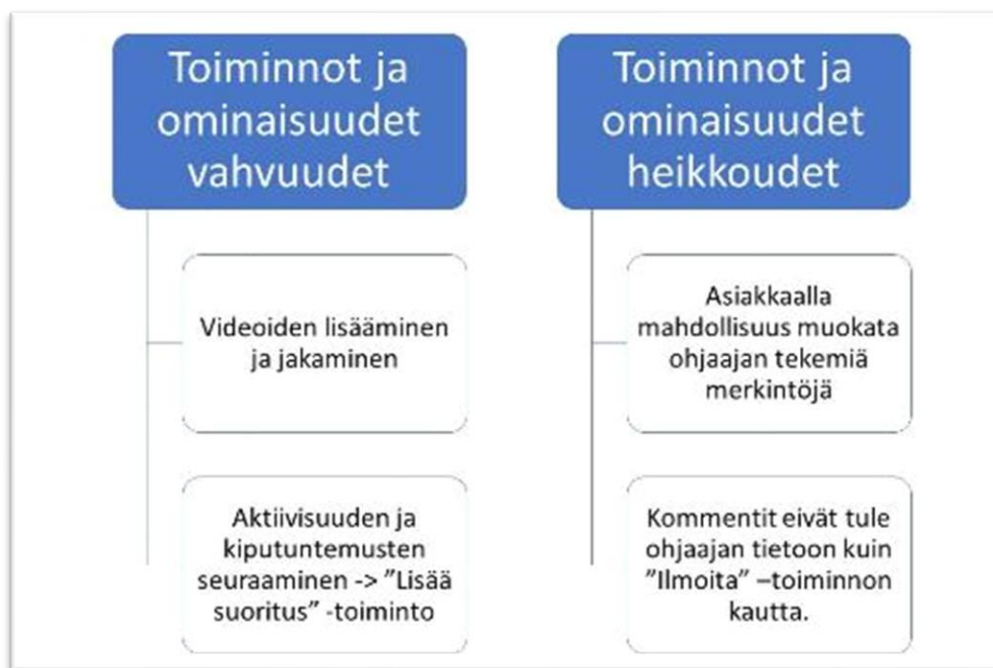 Toiminnot ja
ominaisuudet
vahvuudet
Videoiden lisääminen
ja jakaminen
Aktiivisuuden ja
kiputuntemusten
seuraaminen -> ”Lisää
suoritus” -toiminto
Toiminnot ja
ominaisuudet
heikkoudet
Asiakkaalla
mahdollisuus muokata
ohjaajan tekemiä
merkintöjä
Kommentit eivät tule
ohjaajan tietoon kuin
”Ilmoita” –toiminnon
kautta.